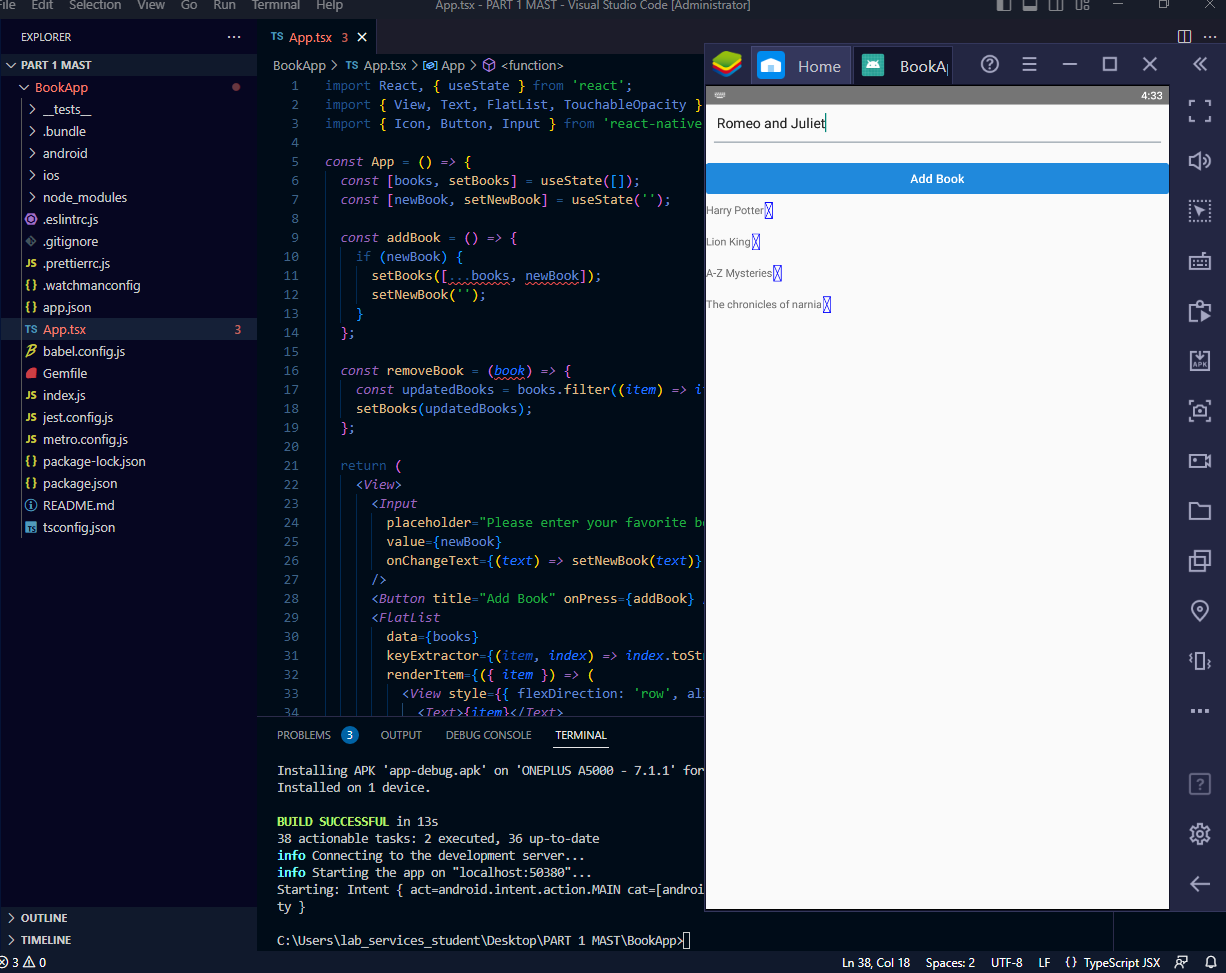 File Edit Selection View Go Run Terminal Help
App.tsx - PART 1 MAST - Visual Studio Code [Administrator]
EXPLORER
PART 1 MAST
BookApp
__tests__
.bundle
android
ios
node_modules
.eslintrc.js
.gitignore
JS .prettierrc.js
{} .watchmanconfig
{} app.json
TS App.tsx 3
babel.config.js
Gemfile
JS index.js
JS jest.config.js
JS metro.config.js
{} package-lock.json
{} package.json
README.md
TS tsconfig.json
OUTLINE
TIMELINE
TS App.tsx 3
BookApp > TS App.tsx > App > <function>
1 import React, { useState } from 'react';
2 import { View, Text, FlatList, TouchableOpacity }
3 import { Icon, Button, Input } from 'react-native
4
5 const App = () => {
6 const [books, setBooks] = useState([]);
7 const [newBook, setNewBook] = useState('');
8
9 const addBook = () => {
10 if (newBook) {
11 setBooks([...books, newBook]);
12 setNewBook('');
13 }
14 };
15
16 const removeBook = (book) => {
17 const updatedBooks = books.filter((item) => i
18 setBooks(updatedBooks);
19 };
20
21 return (
22 <View>
23 <Input
24 placeholder="Please enter your favorite b
25 value={newBook}
26 onChangeText={(text) => setNewBook(text)}
27 />
28 <Button title="Add Book" onPress={addBook} /
29 <FlatList
30 data={books}
31 keyExtractor={(item, index) => index.toStr
32 renderItem={({ item }) => (
33 <View style={{ flexDirection: 'row', ali
34 <Text>{item}</Text>
PROBLEMS 3 OUTPUT DEBUG CONSOLE TERMINAL
Installing APK 'app-debug.apk' on 'ONEPLUS A5000 - 7.1.1' for
Installed on 1 device.
BUILD SUCCESSFUL in 13s
38 actionable tasks: 2 executed, 36 up-to-date
info Connecting to the development server...
info Starting the app on "localhost:50380"...
Starting: Intent { act=android.intent.action.MAIN cat=[androi
ty }
C:\Users\lab_services_student\Desktop\PART 1 MAST\BookApp>
Home
BookA
4:33
Romeo and Juliet
Add Book
Harry Potter
Lion King
A-Z Mysteries
The chronicles of narnia
APK
3 0
Ln 38, Col 18 Spaces: 2 UTF-8 LF {} TypeScript JSX